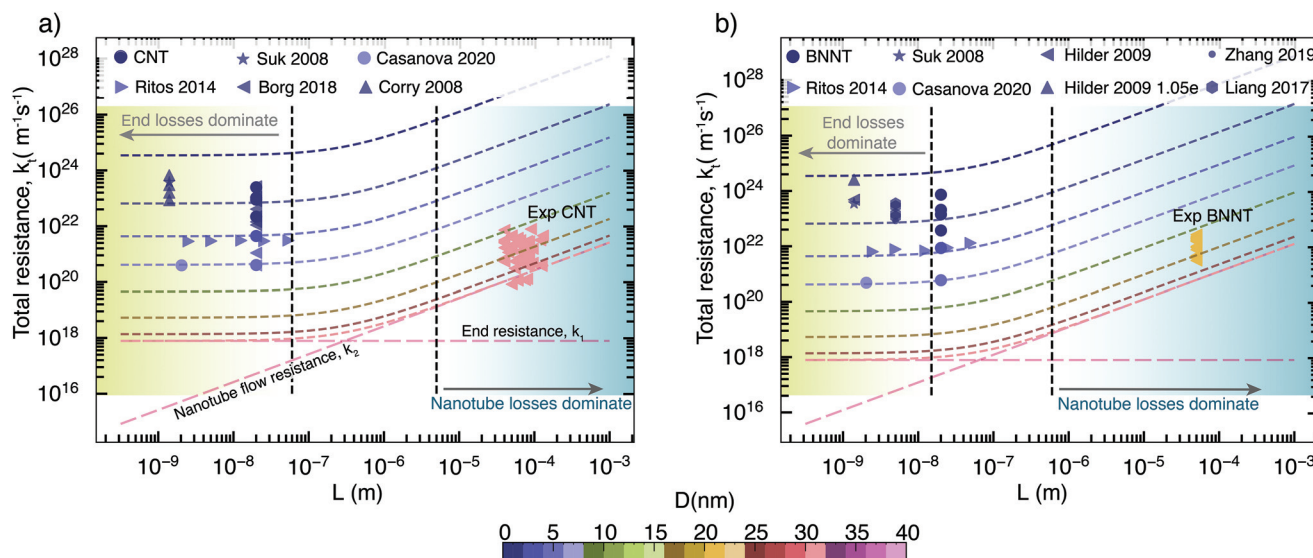 a)
Total resistance, kt( m⁻¹s⁻¹)
10²⁸
10²⁶
10²⁴
10²²
10²⁰
10¹⁸
10¹⁶
CNT Suk 2008 Casanova 2020
Ritos 2014 Borg 2018 Corry 2008
End losses dominate
Exp CNT
End resistance, k₁
Nanotube flow resistance, k₂
Nanotube losses dominate
10⁻⁹ 10⁻⁸ 10⁻⁷ 10⁻⁶ 10⁻⁵ 10⁻⁴ 10⁻³
L (m)
b)
Total resistance, kt( m⁻¹s⁻¹)
10²⁸
10²⁶
10²⁴
10²²
10²⁰
10¹⁸
10¹⁶
BNNT Suk 2008 Hilder 2009 Zhang 2019
Ritos 2014 Casanova 2020 Hilder 2009 1.05e Liang 2017
End losses
dominate
Exp BNNT
Nanotube losses dominate
10⁻⁹ 10⁻⁸ 10⁻⁷ 10⁻⁶ 10⁻⁵ 10⁻⁴ 10⁻³
L (m)
D(nm)
0 5 10 15 20 25 30 35 40